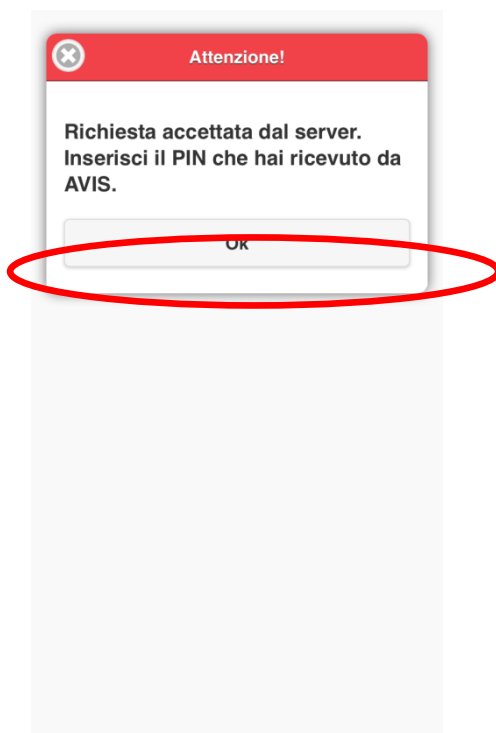 Attenzione!
Richiesta accettata dal server.
Inserisci il PIN che hai ricevuto da
AVIS.
Ok